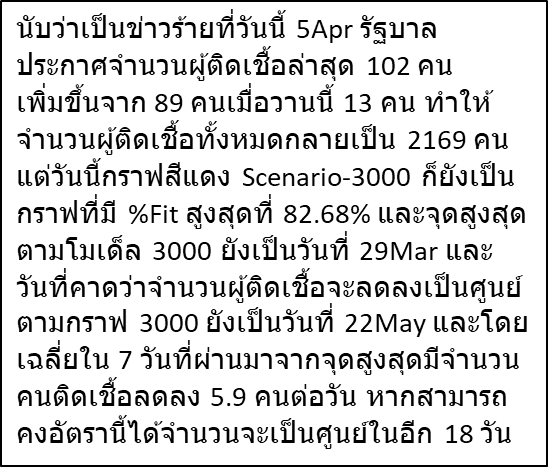 นับว่าเป็นข่าวร้ายที่วันนี้ 5Apr รัฐบาล
ประกาศจำนวนผู้ติดเชื้อล่าสุด 102 คน
เพิ่มขึ้นจาก 89 คนเมื่อวานนี้ 13 คน ทำให้
จำนวนผู้ติดเชื้อทั้งหมดกลายเป็น 2169 คน
แต่วันนี้กราฟสีแดง Scenario-3000 ก็ยังเป็น
กราฟที่มี %Fit สูงสุดที่ 82.68% และจุดสูงสุด
ตามโมเด็ล 3000 ยังเป็นวันที่ 29Mar และ
วันที่คาดว่าจำนวนผู้ติดเชื้อจะลดลงเป็นศูนย์
ตามกราฟ 3000 ยังเป็นวันที่ 22May และโดย
เฉลี่ยใน 7 วันที่ผ่านมาจากจุดสูงสุดมีจำนวน
คนติดเชื้อลดลง 5.9 คนต่อวัน หากสามารถ
คงอัตรานี้ได้จำนวนจะเป็นศูนย์ในอีก 18 วัน